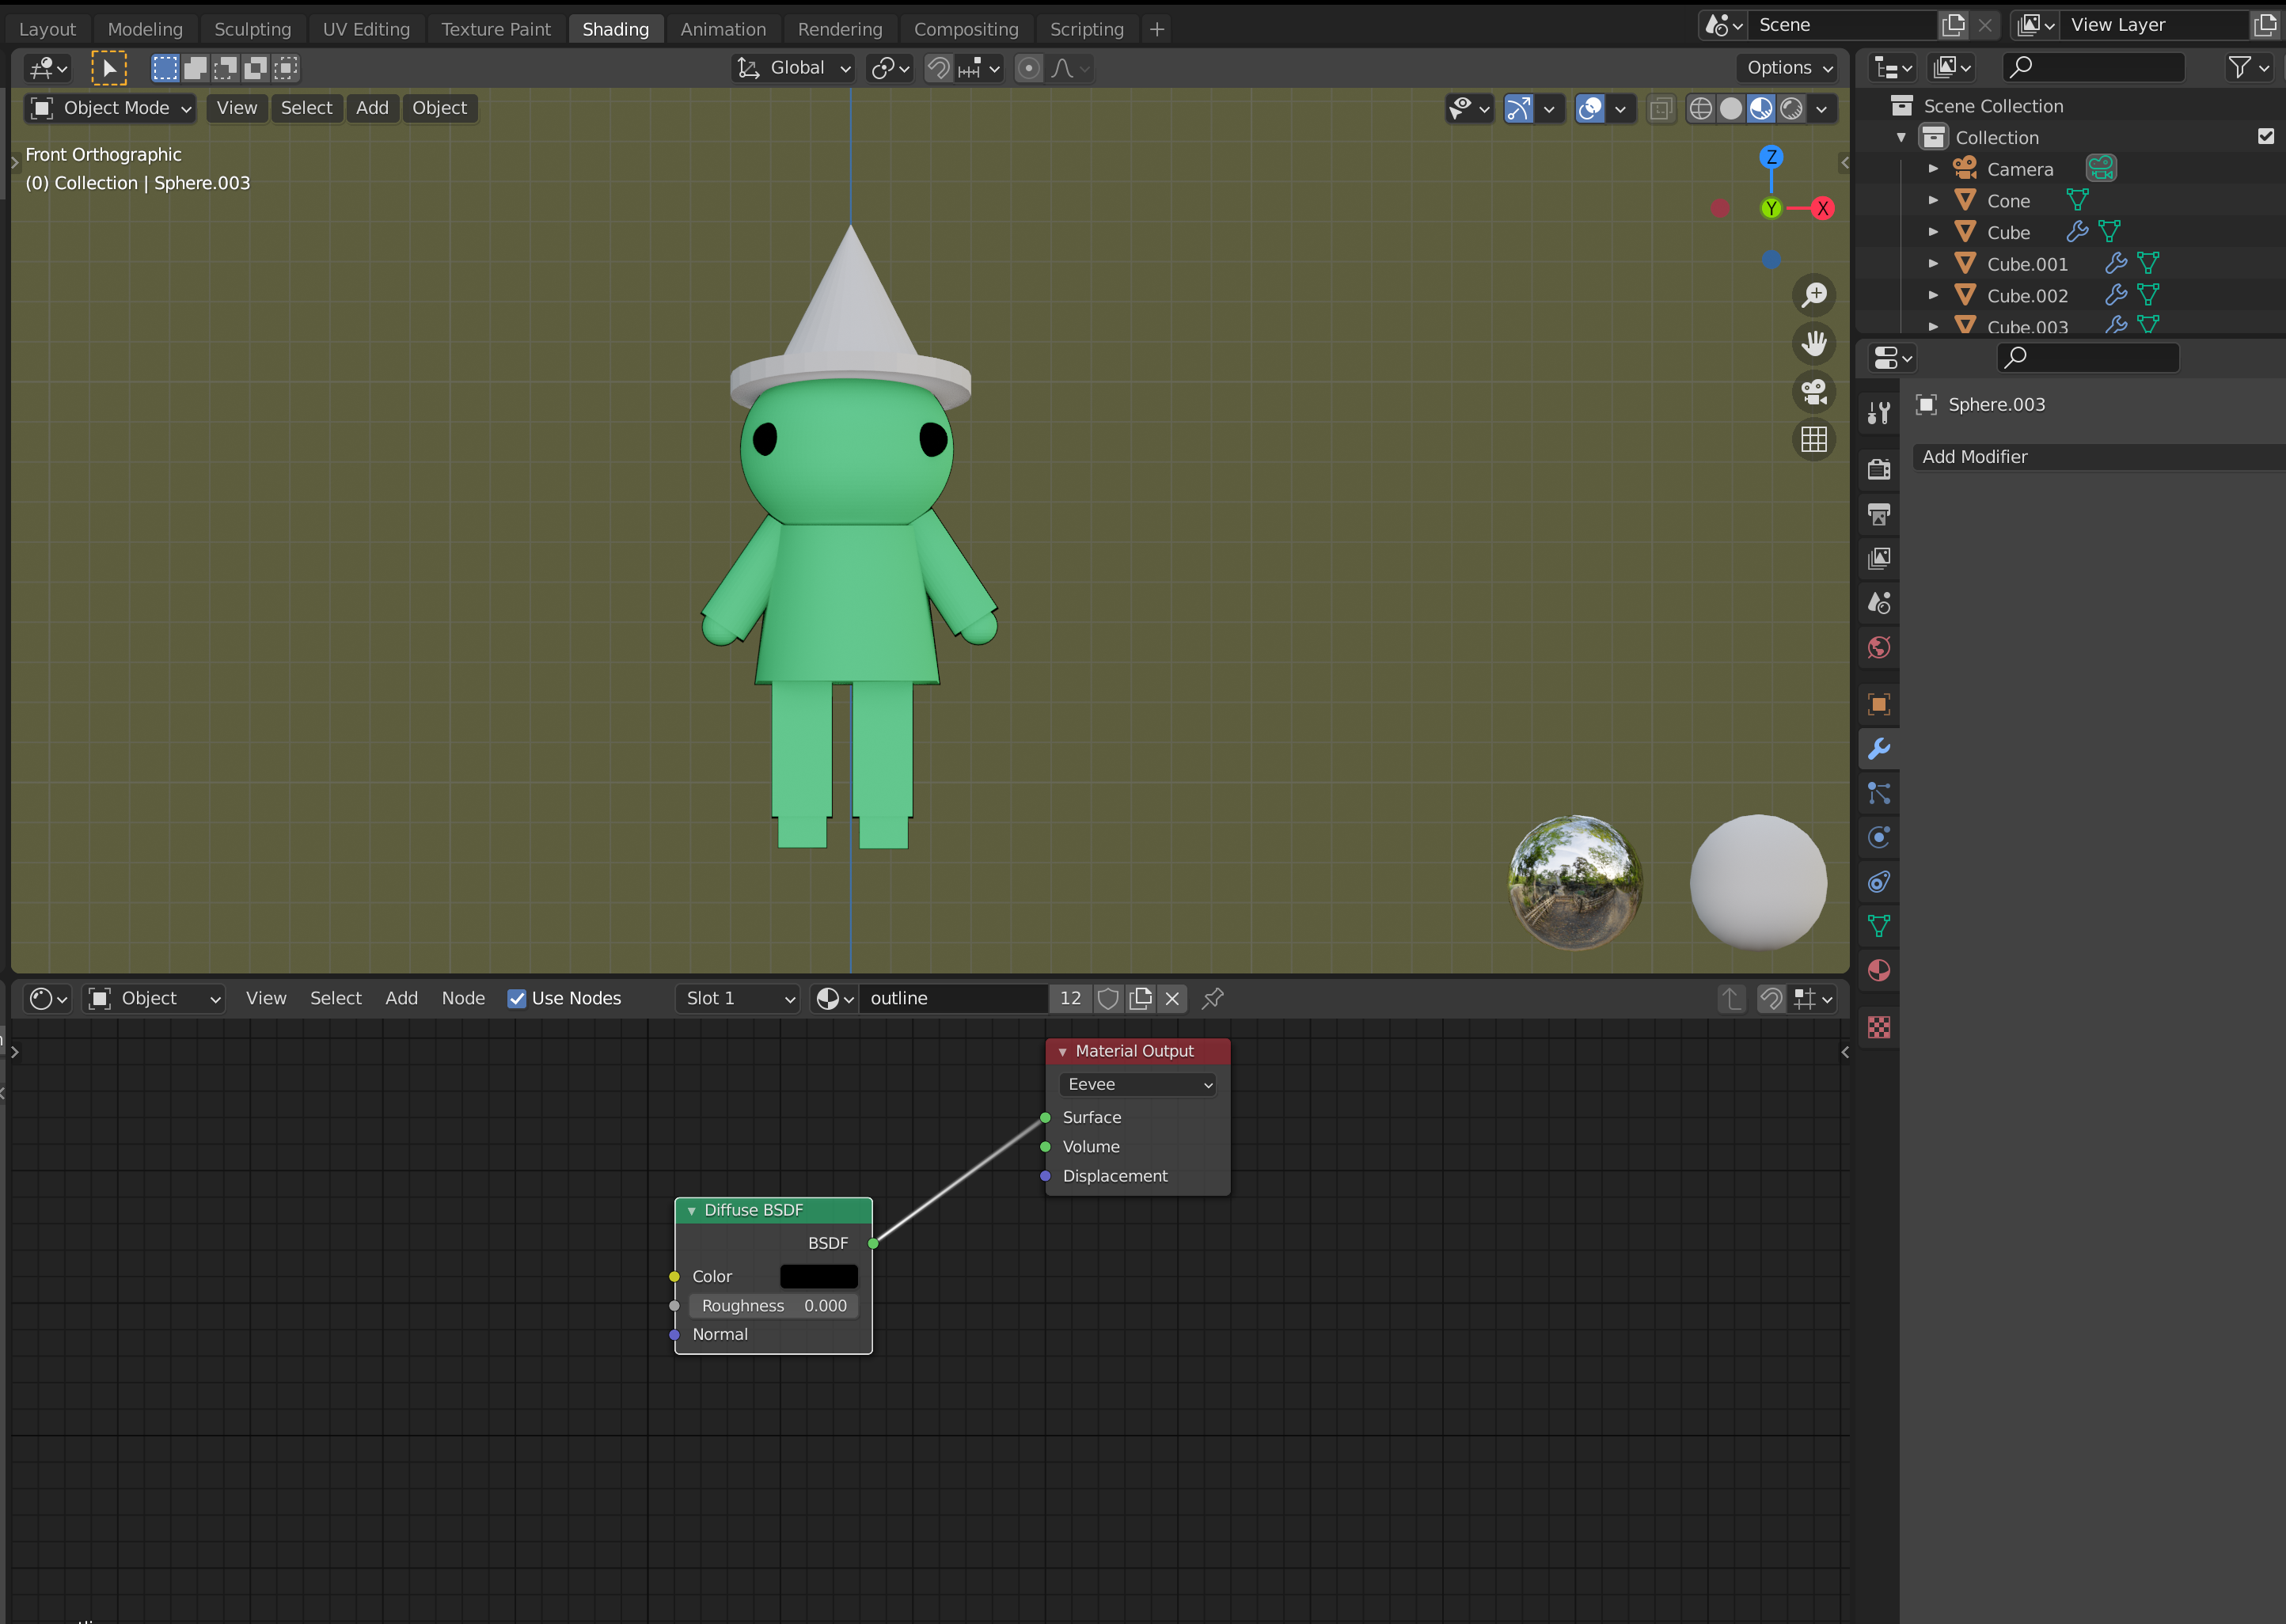 Layout Modeling Sculpting UV Editing Texture Paint Shading Animation Rendering Compositing Scripting + Scene View Layer
Global Options
Object Mode View Select Add Object
Front Orthographic
(0) Collection | Sphere.003
Z
Y
X
Scene Collection
Collection
Camera
Cone
Cube
Cube.001
Cube.002
Cube.003
Sphere.003
Add Modifier
Object View Select Add Node Use Nodes Slot 1 outline 12
Material Output
Eevee
Surface
Volume
Displacement
Diffuse BSDF
BSDF
Color
Roughness 0.000
Normal